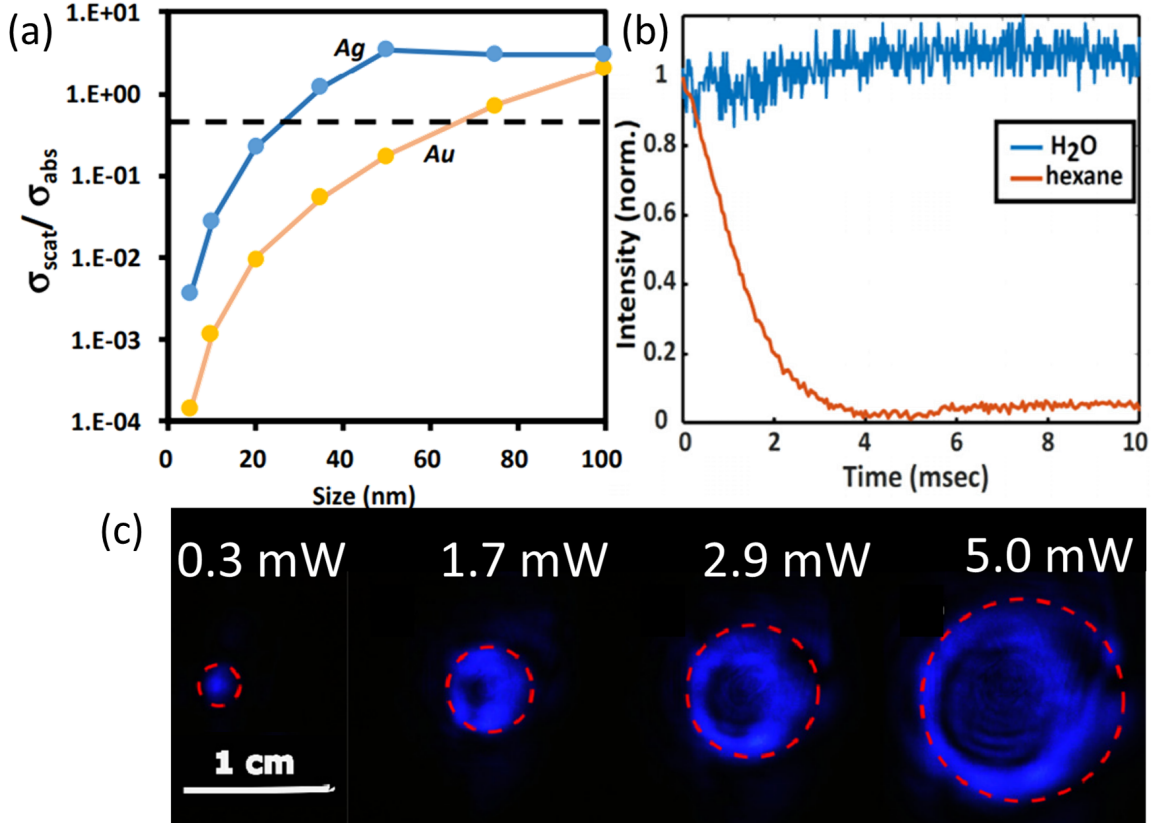 (a)
1.E+01
1.E+00
1.E-01
1.E-02
1.E-03
1.E-04
σscat/ σabs
Ag
Au
0 20 40 60 80 100
Size (nm)
(b)
1
0.8
0.6
0.4
0.2
0
Intensity (norm.)
H₂O
hexane
0 2 4 6 8 10
Time (msec)
(c)
0.3 mW 1.7 mW 2.9 mW 5.0 mW
1 cm